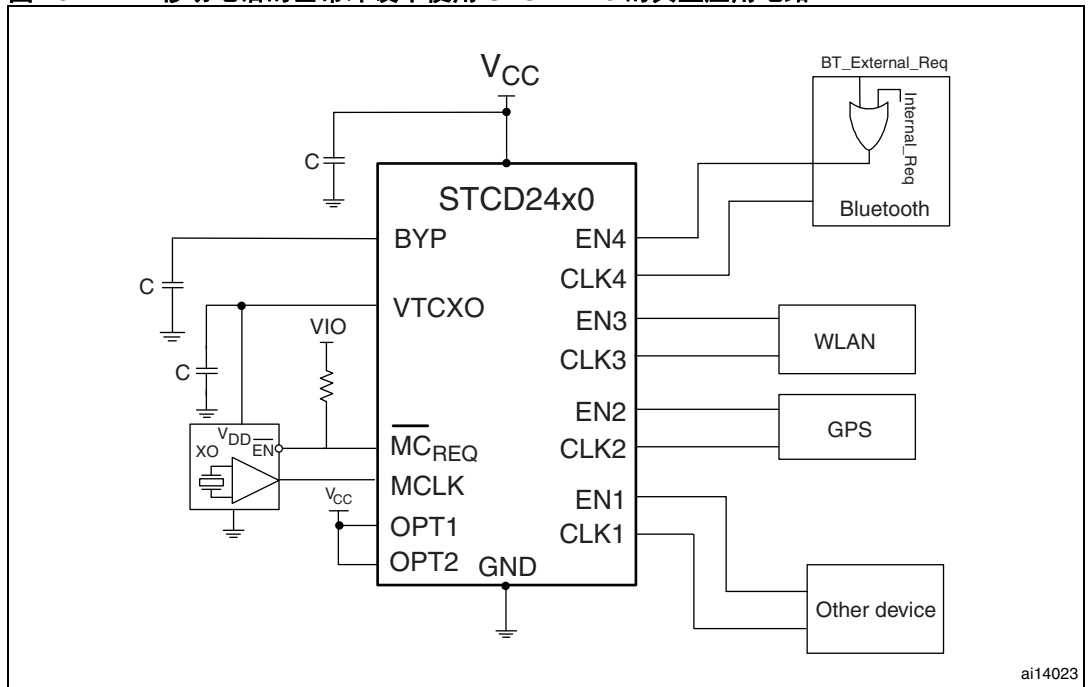 VCC
BT_External_Req
Internal_Req
Bluetooth
C
STCD24x0
BYP
EN4
CLK4
C
VTCXO
VIO
EN3
CLK3
WLAN
C
EN2
CLK2
GPS
VDD
EN
XO
MCREQ
MCLK
VCC
OPT1
OPT2
GND
EN1
CLK1
Other device
ai14023